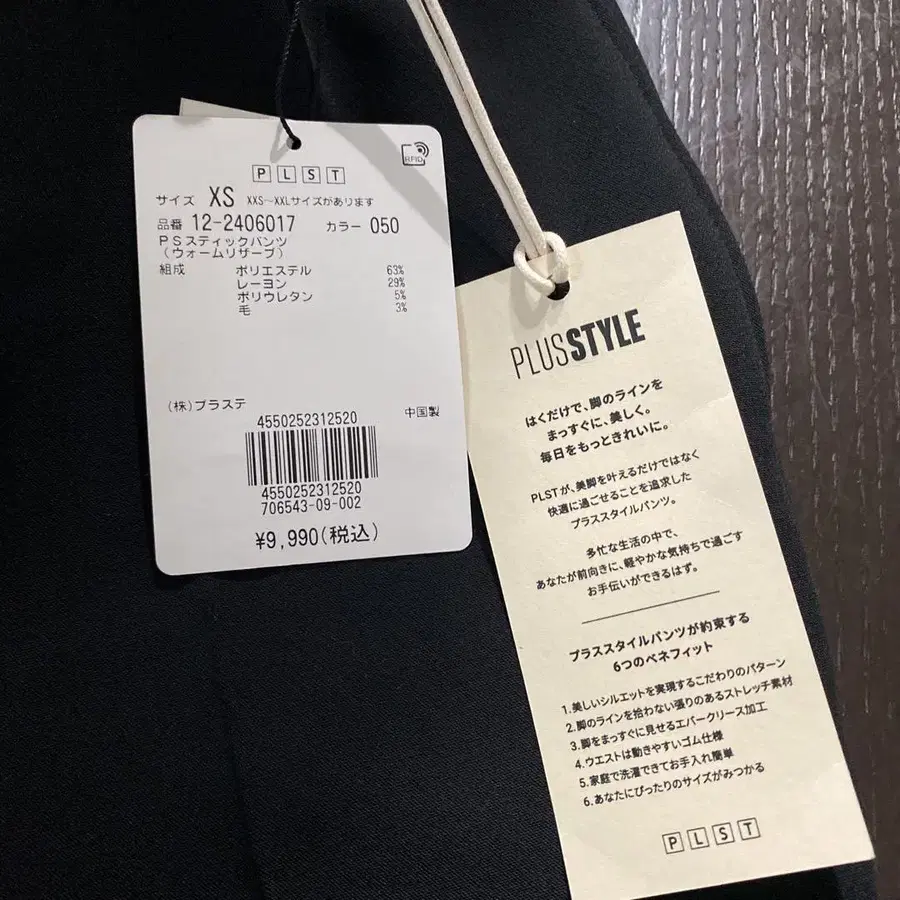 PLST
RFID
サイズ XS XXS〜XXLサイズがあります
品番 12-2406017 カラー 050
PSスティックパンツ
(ウォームリザーブ)
組成 ポリエステル 63%
レーヨン 29%
ポリウレタン 5%
毛 3%
(株)プラステ 中国製
4550252312520
4550252312520
706543-09-002
¥9,990(税込)
PLUSSTYLE
はくだけで、脚のラインを
まっすぐに、美しく。
毎日をもっときれいに。
PLSTが、美脚を叶えるだけではなく
快適に過ごせることを追求した
プラススタイルパンツ。
多忙な生活の中で、
あなたが前向きに、軽やかな気持ちで過ごす
お手伝いができるはず。
プラススタイルパンツが約束する
6つのベネフィット
1.美しいシルエットを実現するこだわりのパターン
2.脚のラインを拾わない張りのあるストレッチ素材
3.脚をまっすぐに見せるエバークリース加工
4.ウエストは動きやすいゴム仕様
5.家庭で洗濯できてお手入れ簡単
6.あなたにぴったりのサイズがみつかる
PLST